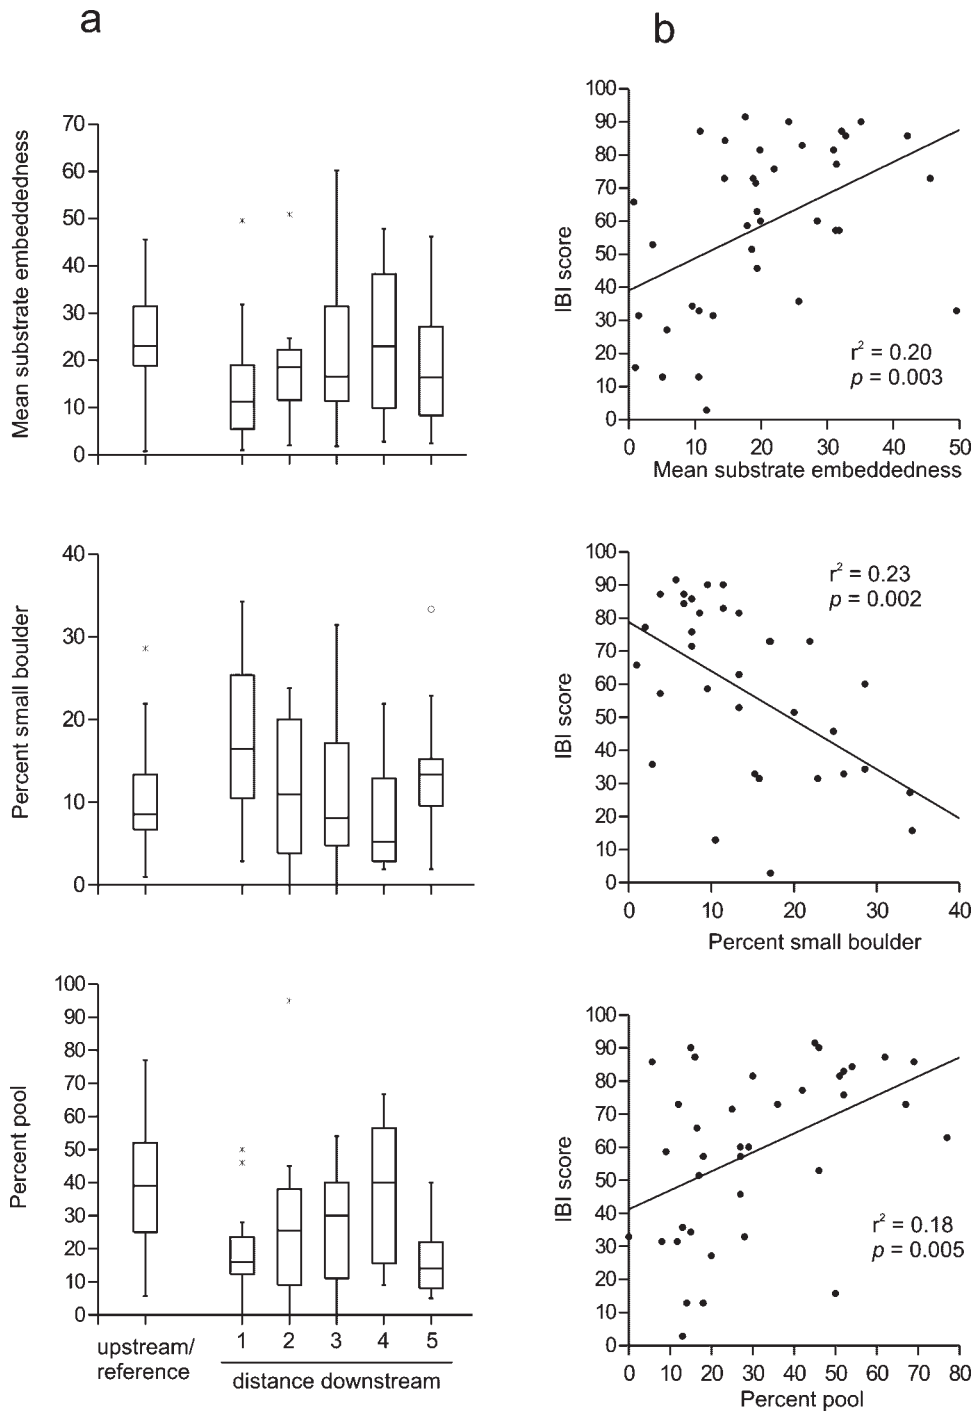 a
b
Mean substrate embeddedness
70
60
50
40
30
20
10
0
IBI score
100
90
80
70
60
50
40
30
20
10
0
r² = 0.20
p = 0.003
0 10 20 30 40 50
Mean substrate embeddedness
Percent small boulder
40
30
20
10
0
IBI score
100
90
80
70
60
50
40
30
20
10
0
r² = 0.23
p = 0.002
0 10 20 30 40
Percent small boulder
Percent pool
100
90
80
70
60
50
40
30
20
10
0
upstream/
reference
1 2 3 4 5
distance downstream
IBI score
100
90
80
70
60
50
40
30
20
10
0
r² = 0.18
p = 0.005
0 10 20 30 40 50 60 70 80
Percent pool